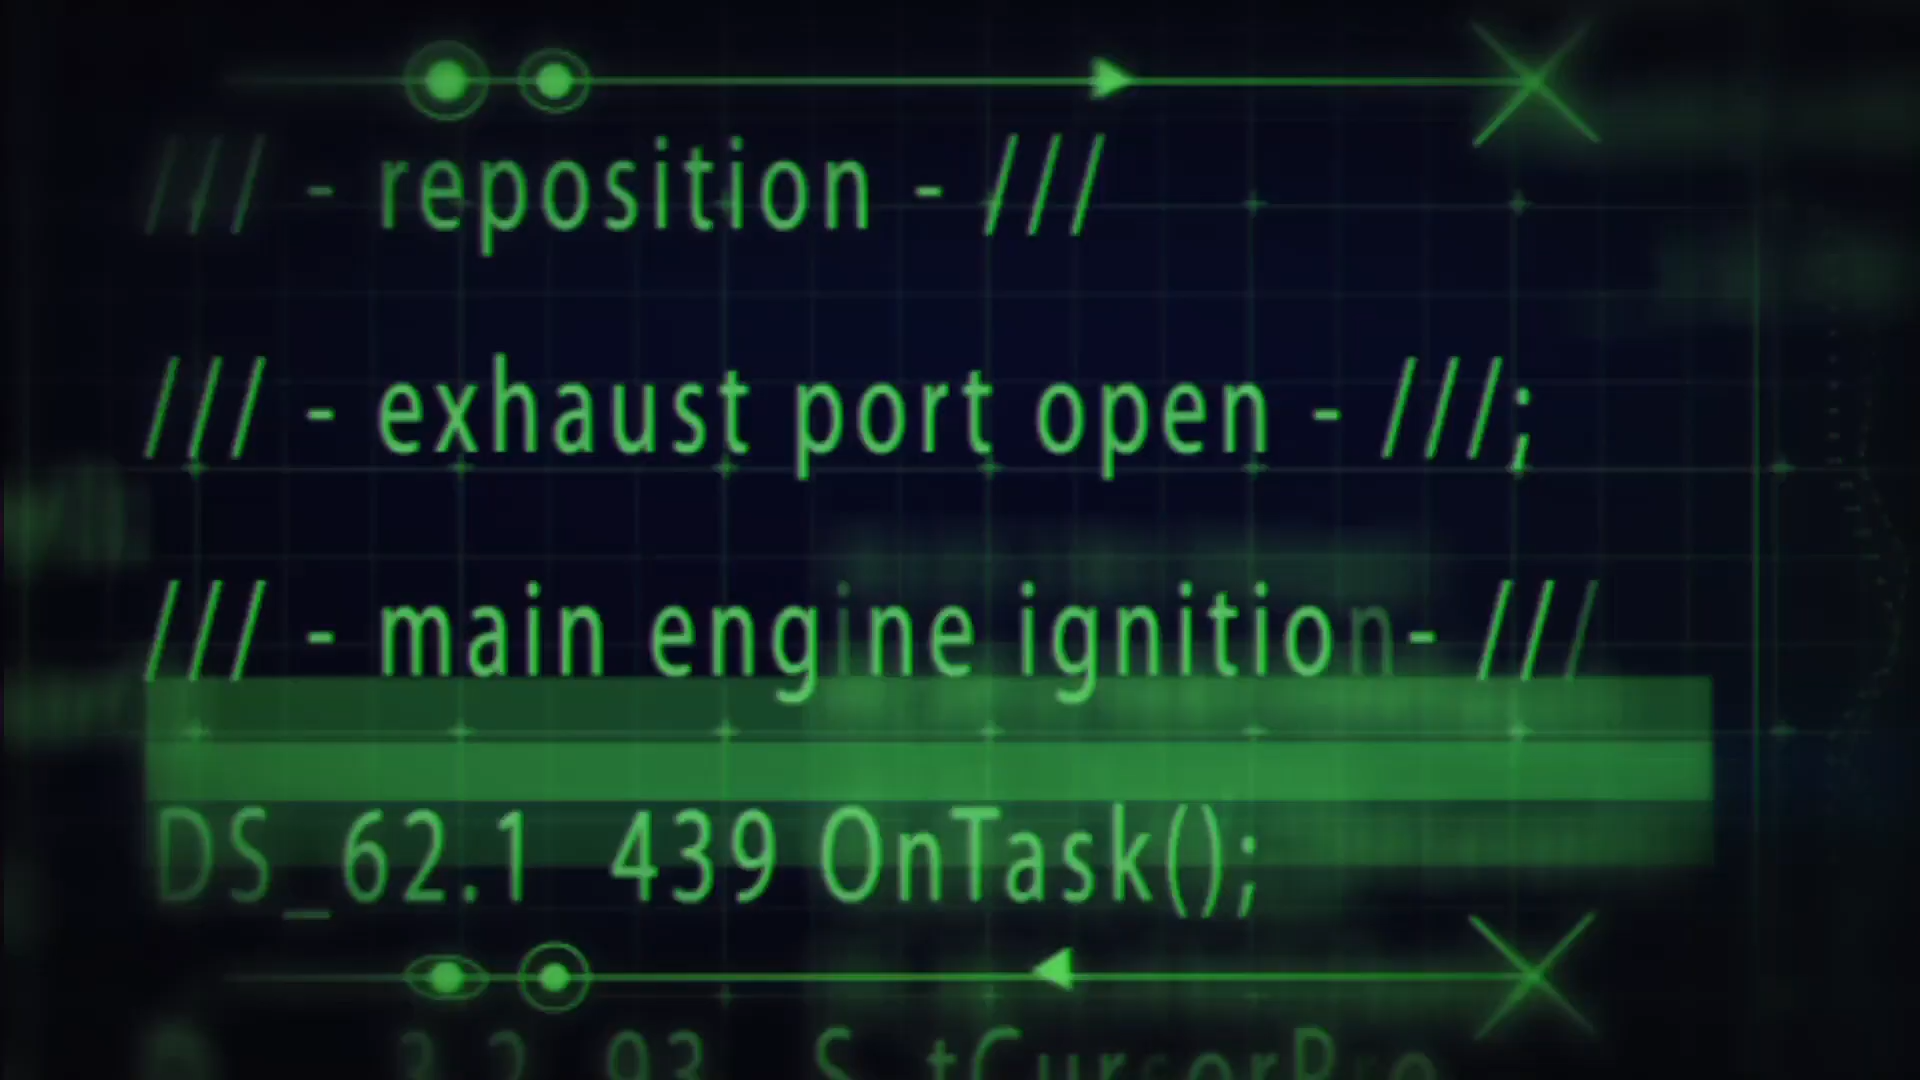 /// - reposition - ///
/// - exhaust port open - ///;
/// - main engine ignition - ///
DS_62.1 439 OnTask();